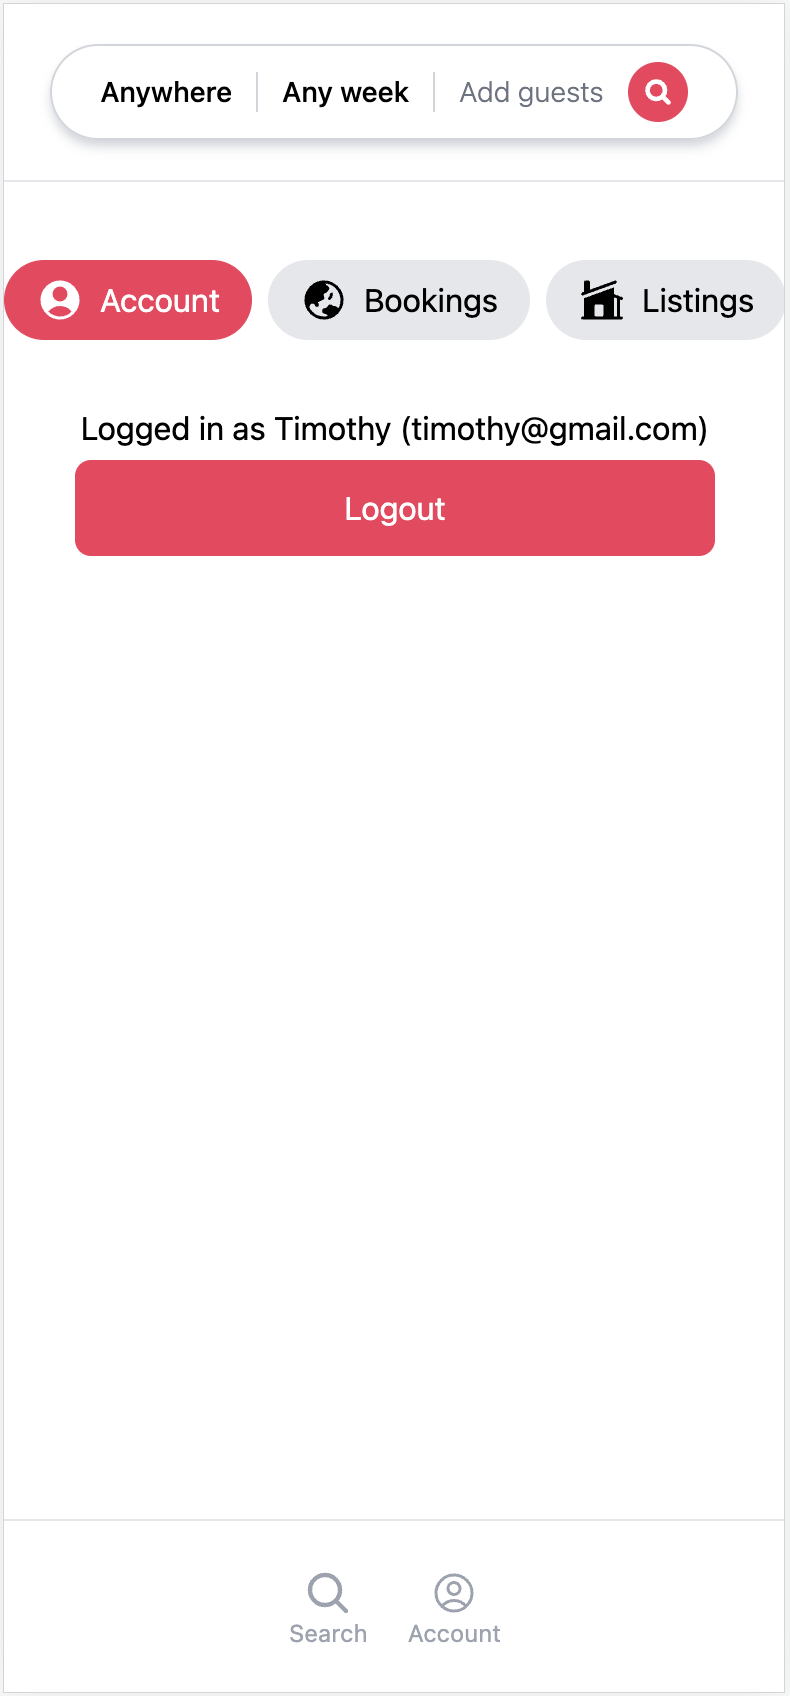 Anywhere Any week Add guests
Account Bookings Listings
Logged in as Timothy (timothy@gmail.com)
Logout
Search Account